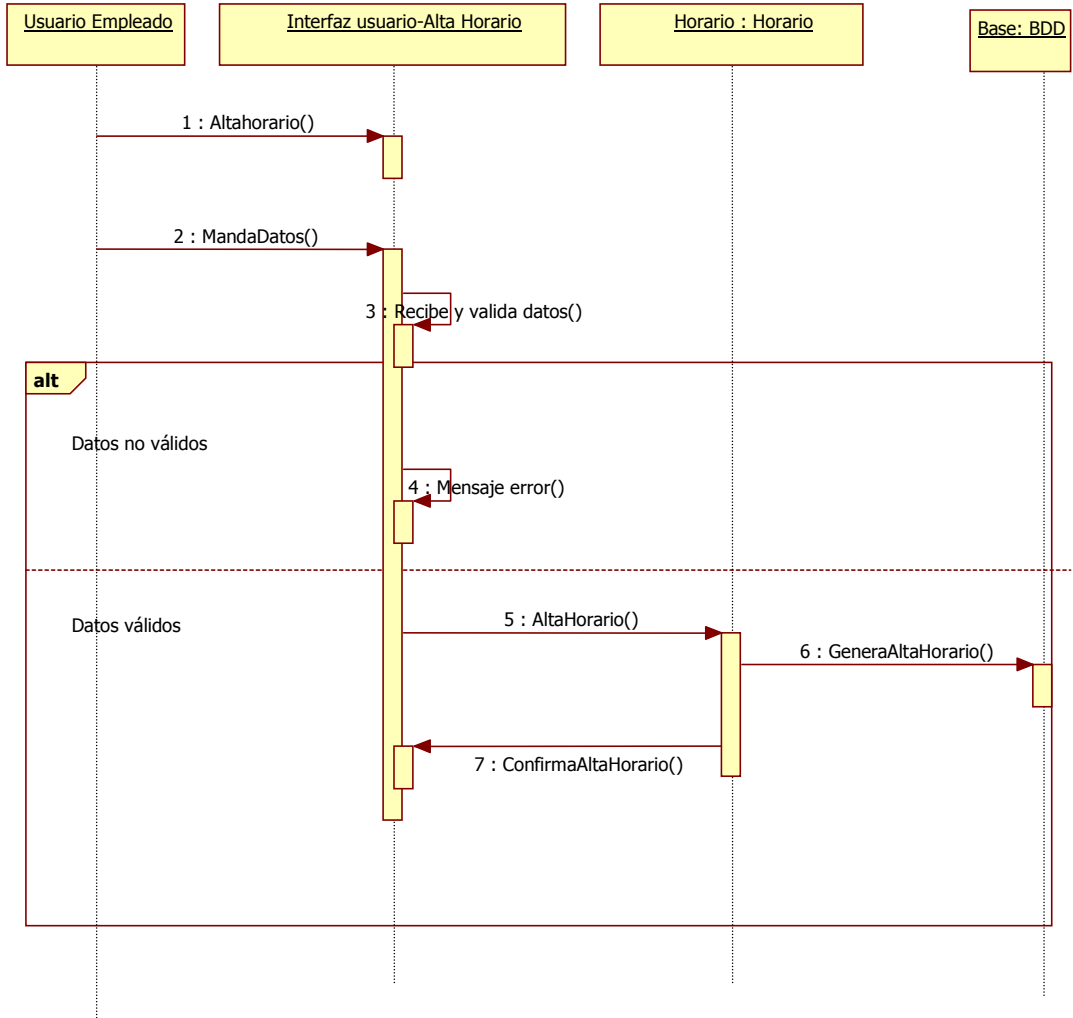 Usuario Empleado
Interfaz usuario-Alta Horario
Horario : Horario
Base: BDD
1 : Altahorario()
2 : MandaDatos()
3 : Recibe y valida datos()
alt
Datos no válidos
4 : Mensaje error()
Datos válidos
5 : AltaHorario()
6 : GeneraAltaHorario()
7 : ConfirmaAltaHorario()